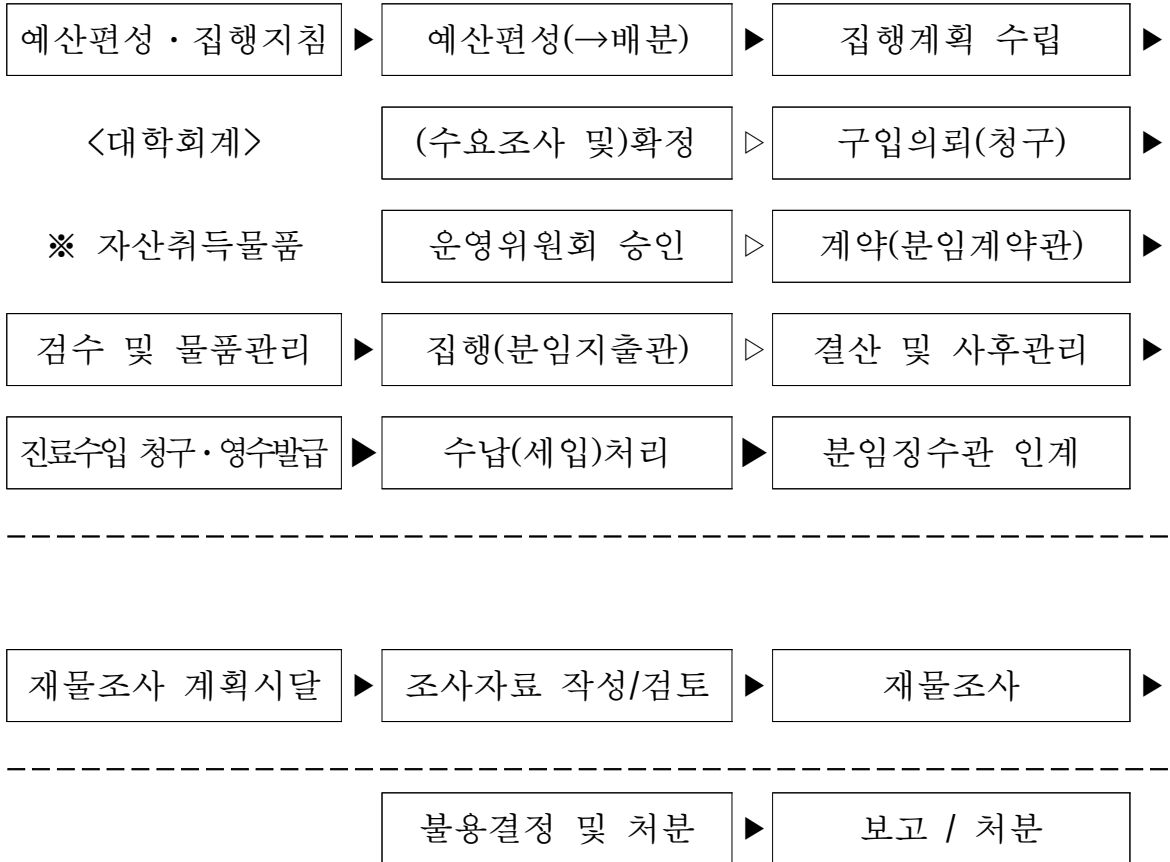 예산편성・집행지침 ▶ 예산편성(→배분) ▶ 집행계획 수립 ▶
<대학회계> (수요조사 및)확정 ▷ 구입의뢰(청구) ▶
※ 자산취득물품 운영위원회 승인 ▷ 계약(분임계약관) ▶
검수 및 물품관리 ▶ 집행(분임지출관) ▷ 결산 및 사후관리 ▶
진료수입 청구・영수발급 ▶ 수납(세입)처리 ▶ 분임징수관 인계
재물조사 계획시달 ▶ 조사자료 작성/검토 ▶ 재물조사 ▶
불용결정 및 처분 ▶ 보고 / 처분